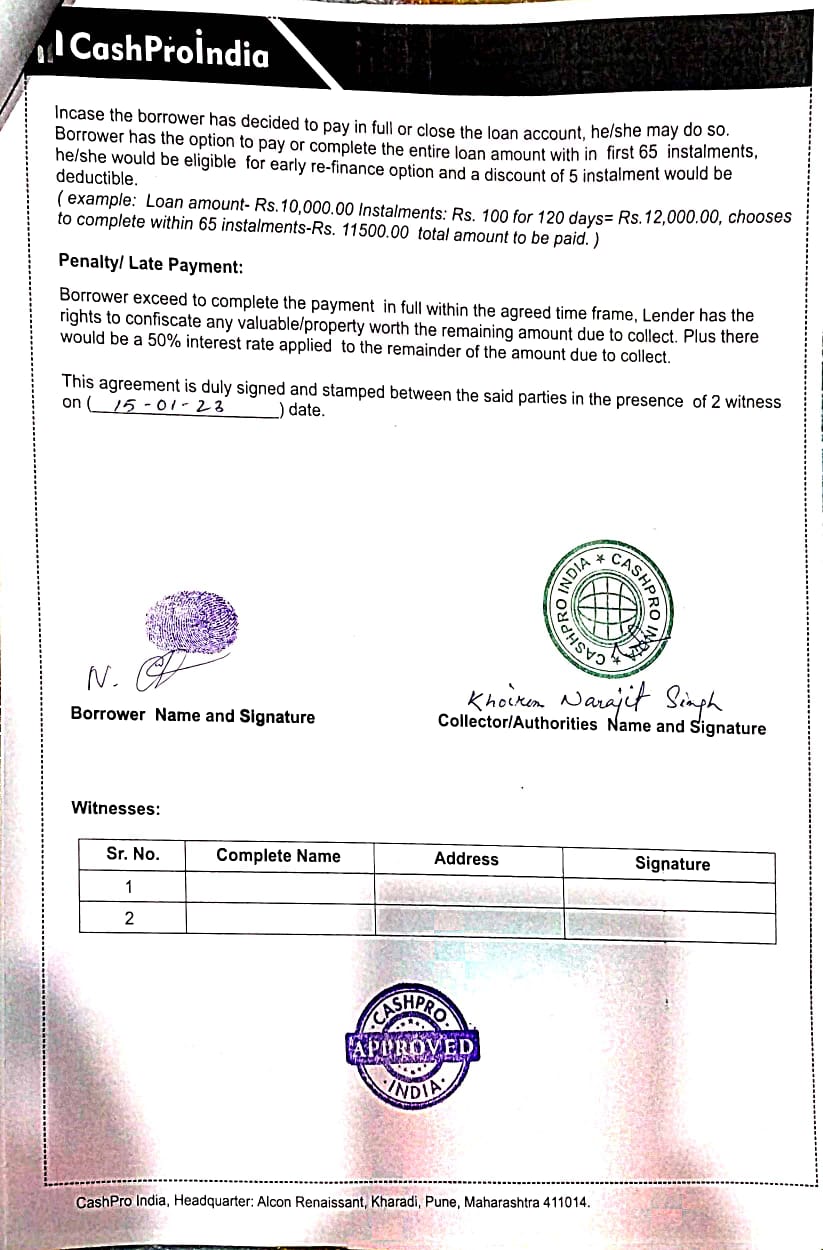 CashProİndia
Incase the borrower has decided to pay in full or close the loan account, he/she may do so.
Borrower has the option to pay or complete the entire loan amount with in first 65 instalments,
he/she would be eligible for early re-finance option and a discount of 5 instalment would be
deductible.
( example: Loan amount- Rs.10,000.00 Instalments: Rs. 100 for 120 days= Rs.12,000.00, chooses
to complete within 65 instalments-Rs. 11500.00 total amount to be paid. )
Penalty/ Late Payment:
Borrower exceed to complete the payment in full within the agreed time frame, Lender has the
rights to confiscate any valuable/property worth the remaining amount due to collect. Plus there
would be a 50% interest rate applied to the remainder of the amount due to collect.
This agreement is duly signed and stamped between the said parties in the presence of 2 witness
on ( 15-01-23 ) date.
CASHPRO INDIA * CASHPRO INDIA *
N.
Khoirom Narajit Singh
Borrower Name and Signature
Collector/Authorities Name and Signature
Witnesses:
Sr. No. Complete Name Address Signature
1
2
CASHPRO
APPROVED
INDIA
CashPro India, Headquarter: Alcon Renaissant, Kharadi, Pune, Maharashtra 411014.